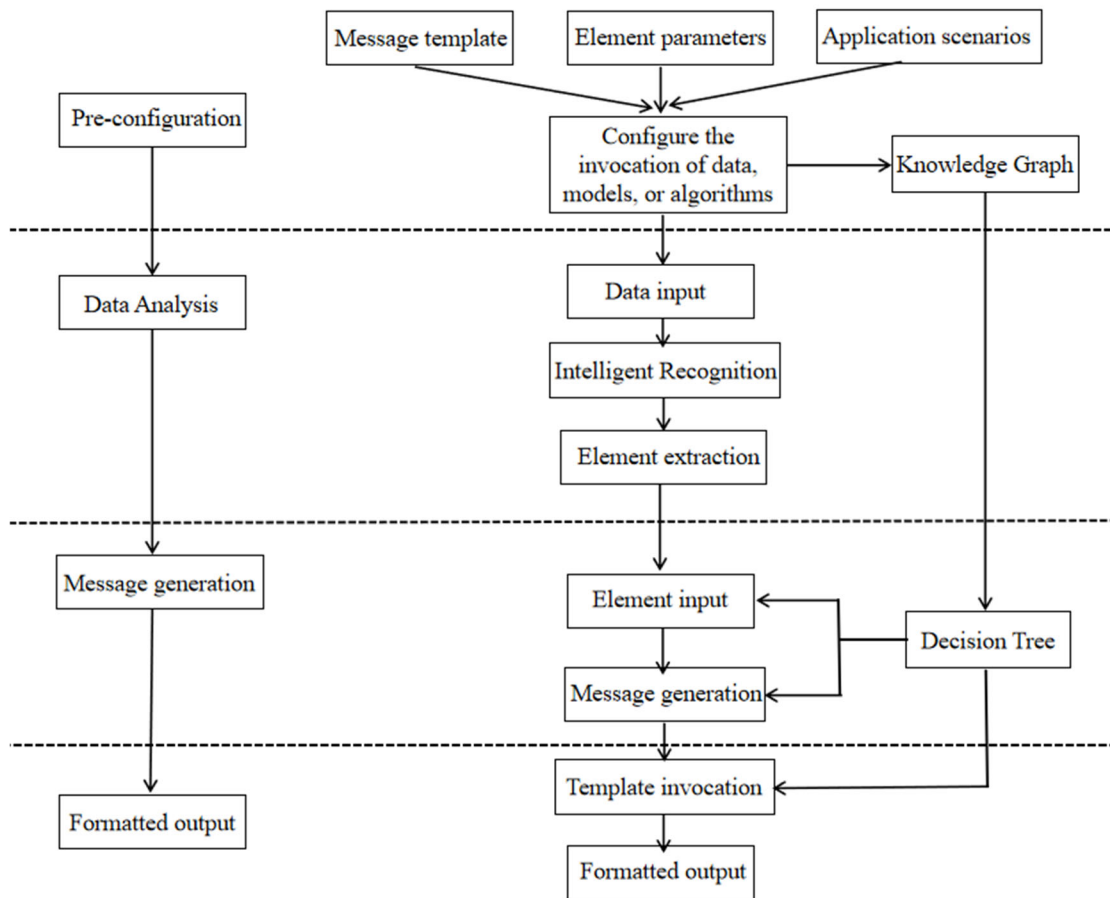 Message template
Element parameters
Application scenarios
Pre-configuration
Configure the
invocation of data,
models, or algorithms
Knowledge Graph
Data Analysis
Data input
Intelligent Recognition
Element extraction
Message generation
Element input
Decision Tree
Message generation
Template invocation
Formatted output
Formatted output